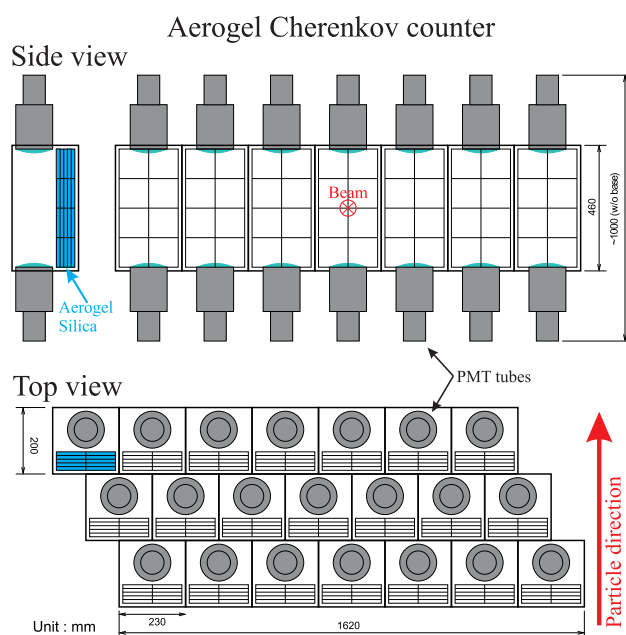 Aerogel Cherenkov counter
Side view
Beam
460
~1000 (w/o base)
Aerogel
Silica
PMT tubes
Top view
200
Particle direction
230
1620
Unit : mm